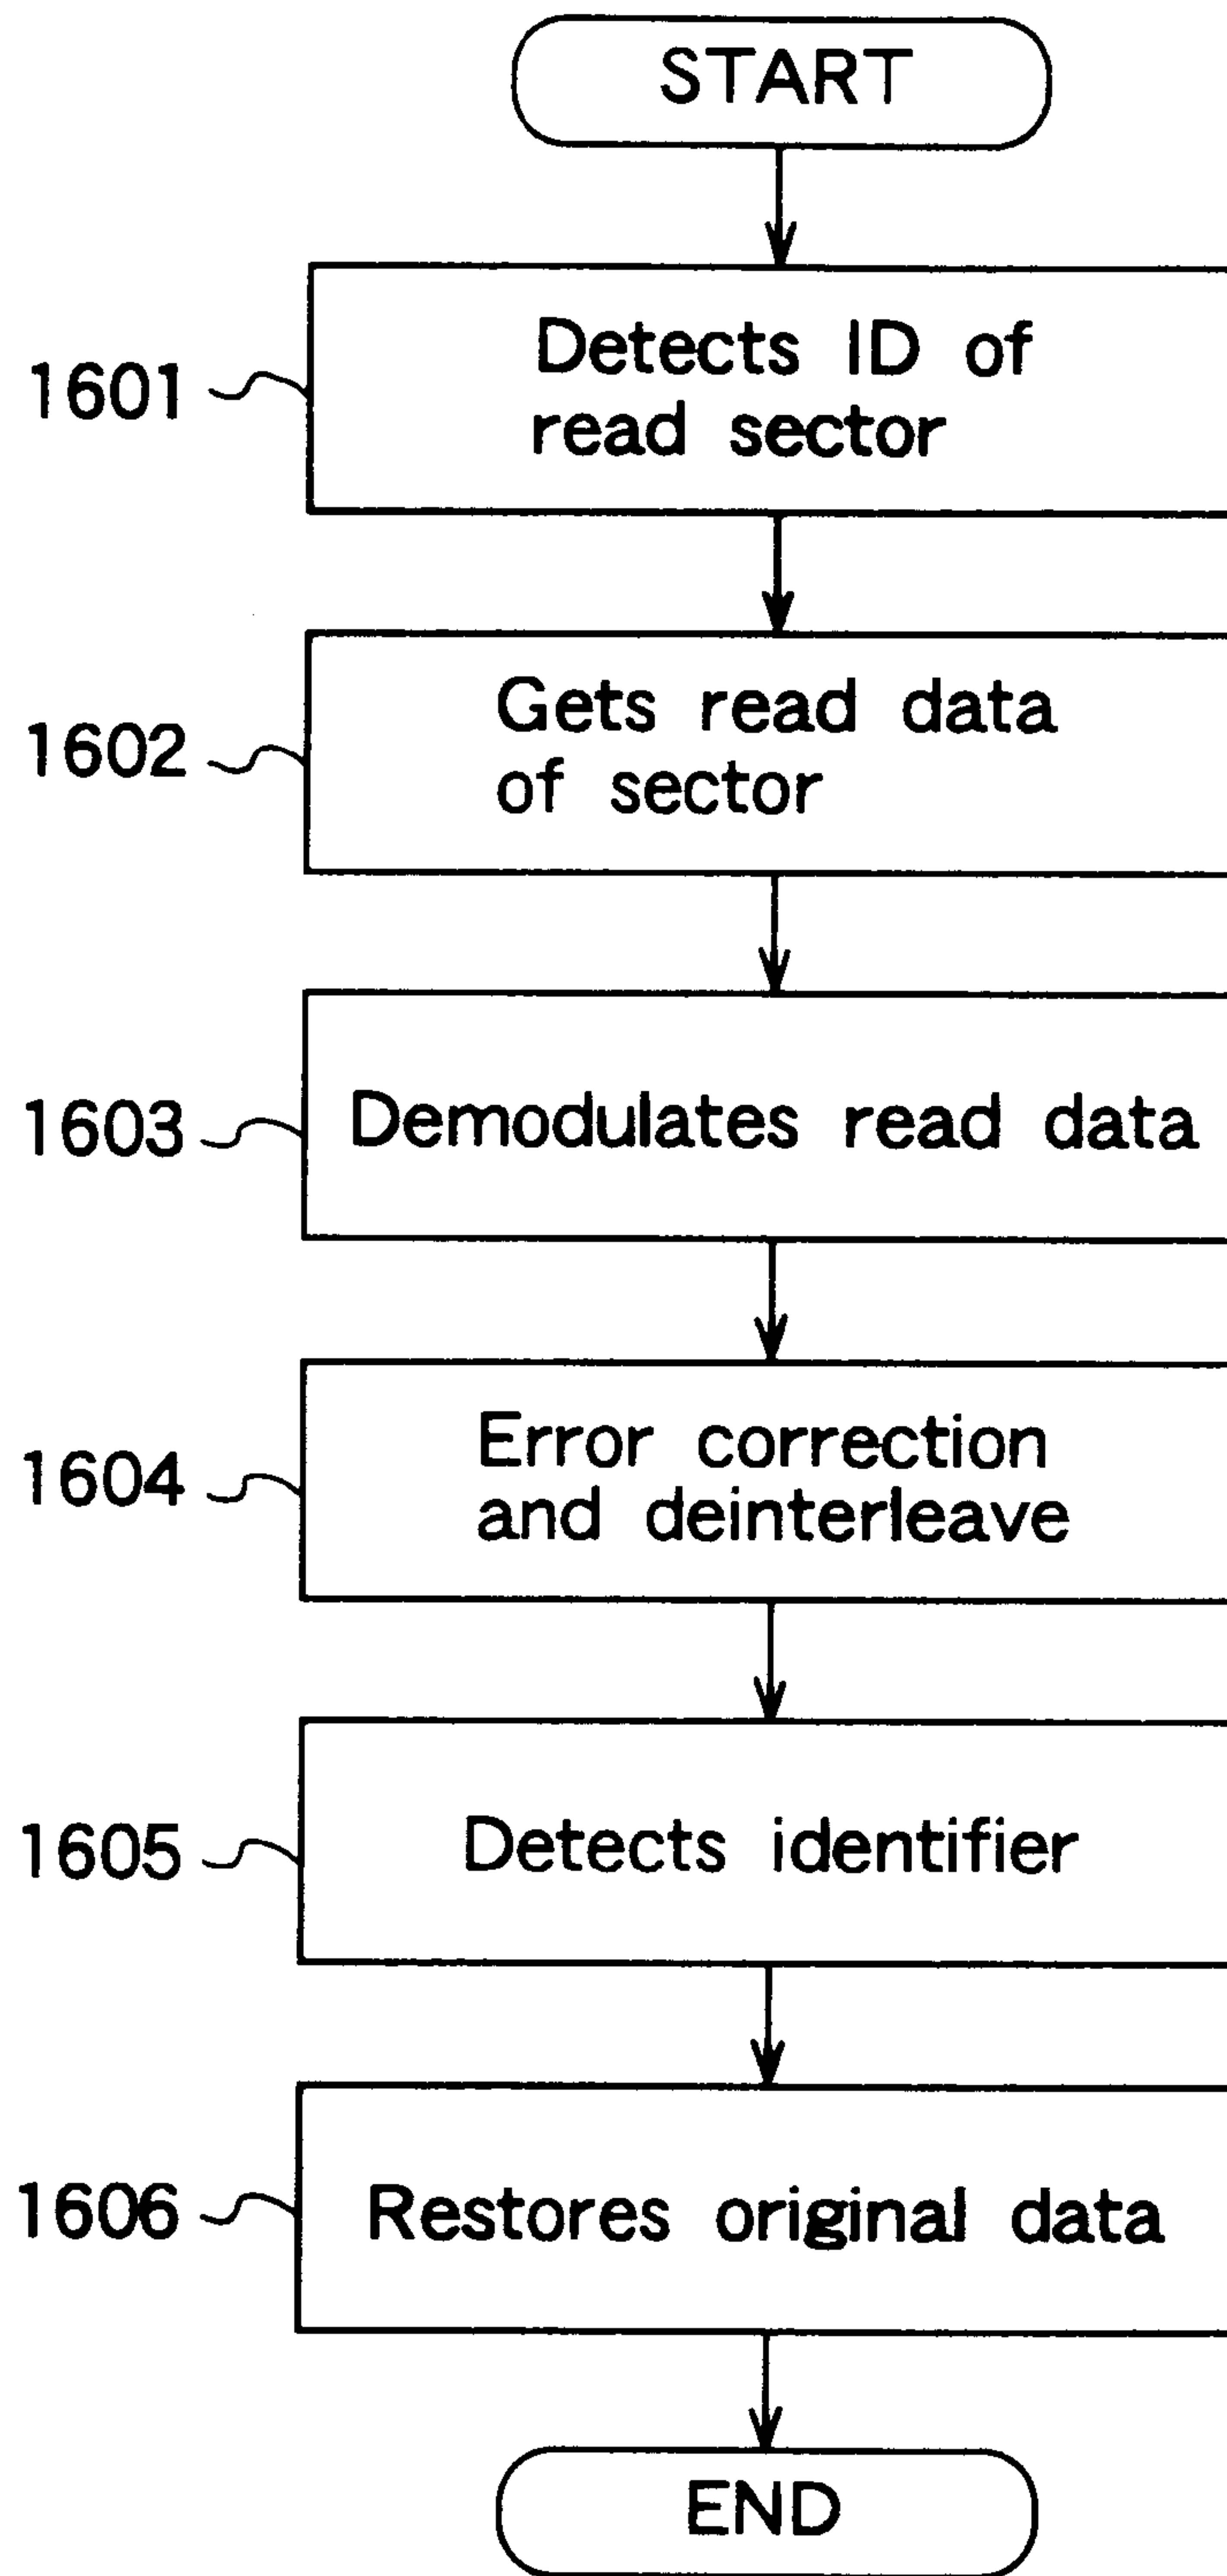 START
1601
Detects ID of
read sector
1602
Gets read data
of sector
1603
Demodulates read data
1604
Error correction
and deinterleave
1605
Detects identifier
1606
Restores original data
END